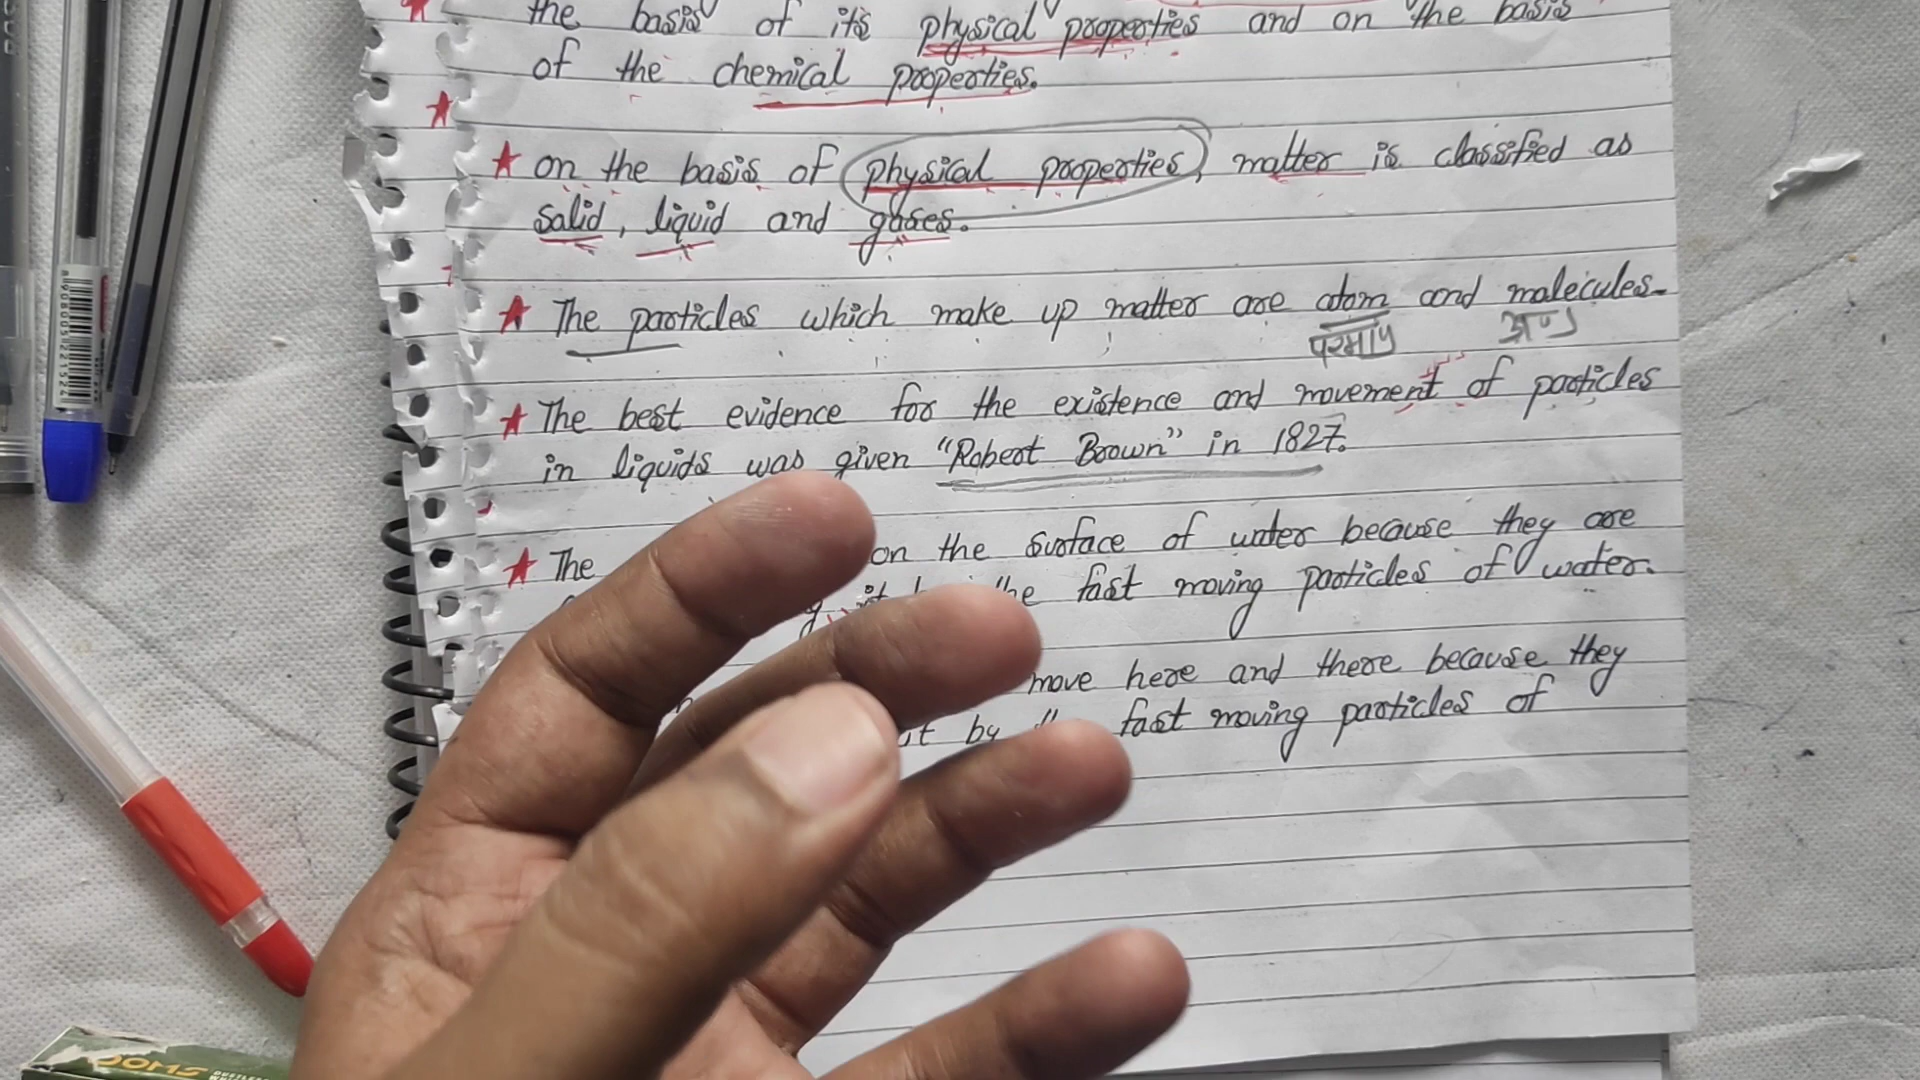 the basis of its physical properties and on the basis
of the chemical properties.
on the basis of physical properties, matter is classified as
salid, liquid and gases.
The particles which make up matter are atom and malecules.
परमाणु अणु
The best evidence for the existence and movement of particles
in liquids was given "Robert Brown" in 1827.
The on the surface of water because they are
the fast moving particles of water.
move here and there because they
by fast moving particles of